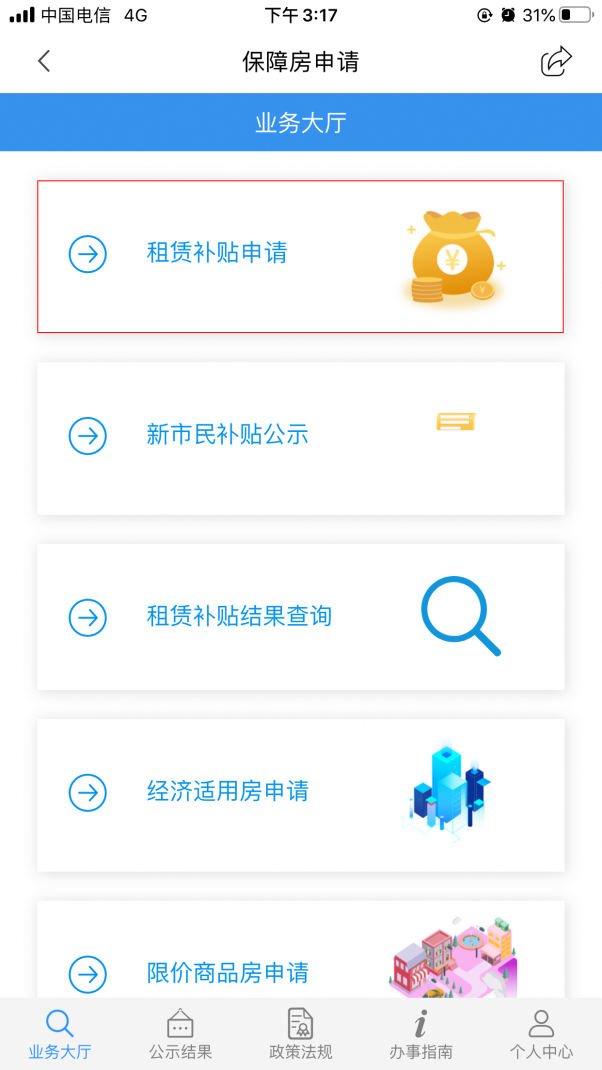 中国电信 4G 下午 3:17 31%
保障房申请
业务大厅
租赁补贴申请
¥
¥
新市民补贴公示
租赁补贴结果查询
经济适用房申请
限价商品房申请
业务大厅 公示结果 政策法规 办事指南 个人中心